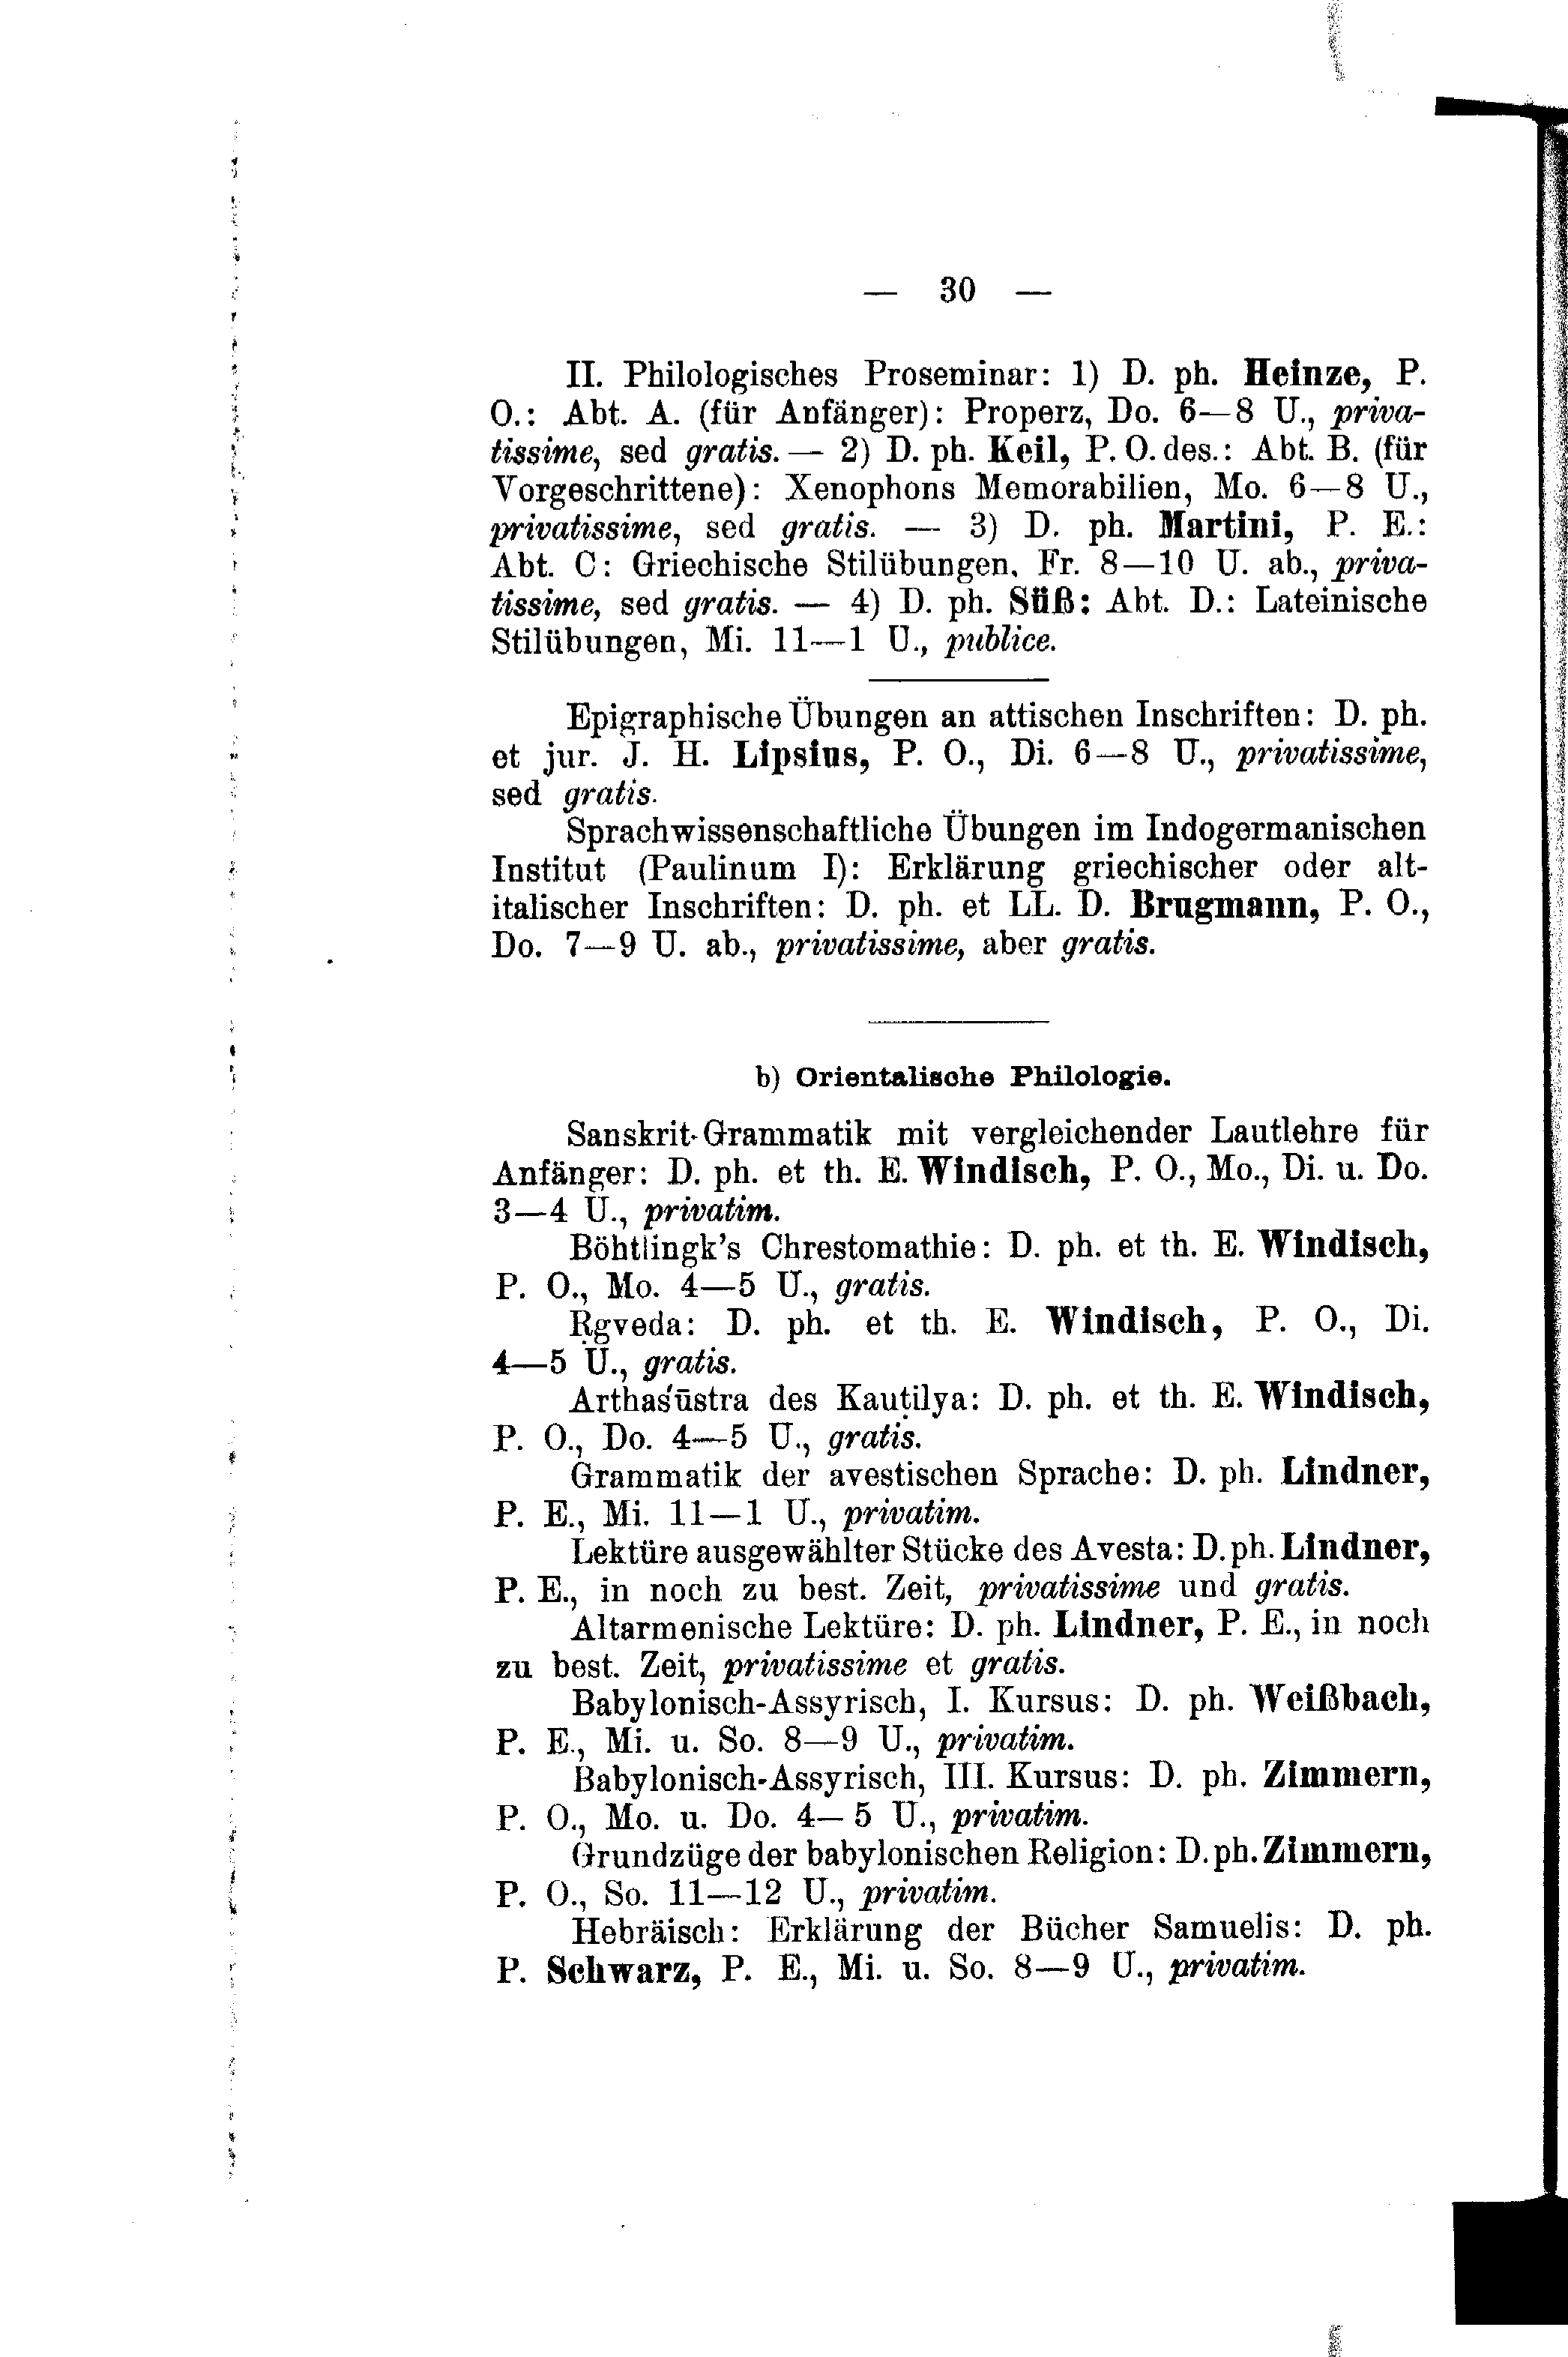 — 30 —
II. Philologisches Proseminar: 1) D. ph. Heinze, P.
O.: Abt. A. (für Anfänger): Properz, Do. 6—8 U., priva-
tissime, sed gratis. — 2) D. ph. Keil, P. O. des.: Abt. B. (für
Vorgeschrittene): Xenophons Memorabilien, Mo. 6—8 U.,
privatissime, sed gratis. — 3) D. ph. Martini, P. E.:
Abt. C: Griechische Stilübungen, Fr. 8—10 U. ab., priva-
tissime, sed gratis. — 4) D. ph. Süß: Abt. D.: Lateinische
Stilübungen, Mi. 11—1 U., publice.
Epigraphische Übungen an attischen Inschriften: D. ph.
et jur. J. H. Lipsius, P. O., Di. 6—8 U., privatissime,
sed gratis.
Sprachwissenschaftliche Übungen im Indogermanischen
Institut (Paulinum I): Erklärung griechischer oder alt-
italischer Inschriften: D. ph. et LL. D. Brugmann, P. O.,
Do. 7—9 U. ab., privatissime, aber gratis.
b) Orientalische Philologie.
Sanskrit-Grammatik mit vergleichender Lautlehre für
Anfänger: D. ph. et th. E. Windisch, P. O., Mo., Di. u. Do.
3—4 U., privatim.
Böhtlingk's Chrestomathie: D. ph. et th. E. Windisch,
P. O., Mo. 4—5 U., gratis.
Ṛgveda: D. ph. et th. E. Windisch, P. O., Di.
4—5 U., gratis.
Arthaśūstra des Kauṭilya: D. ph. et th. E. Windisch,
P. O., Do. 4—5 U., gratis.
Grammatik der avestischen Sprache: D. ph. Lindner,
P. E., Mi. 11—1 U., privatim.
Lektüre ausgewählter Stücke des Avesta: D. ph. Lindner,
P. E., in noch zu best. Zeit, privatissime und gratis.
Altarmenische Lektüre: D. ph. Lindner, P. E., in noch
zu best. Zeit, privatissime et gratis.
Babylonisch-Assyrisch, I. Kursus: D. ph. Weißbach,
P. E., Mi. u. So. 8—9 U., privatim.
Babylonisch-Assyrisch, III. Kursus: D. ph. Zimmern,
P. O., Mo. u. Do. 4—5 U., privatim.
Grundzüge der babylonischen Religion: D. ph. Zimmern,
P. O., So. 11—12 U., privatim.
Hebräisch: Erklärung der Bücher Samuelis: D. ph.
P. Schwarz, P. E., Mi. u. So. 8—9 U., privatim.